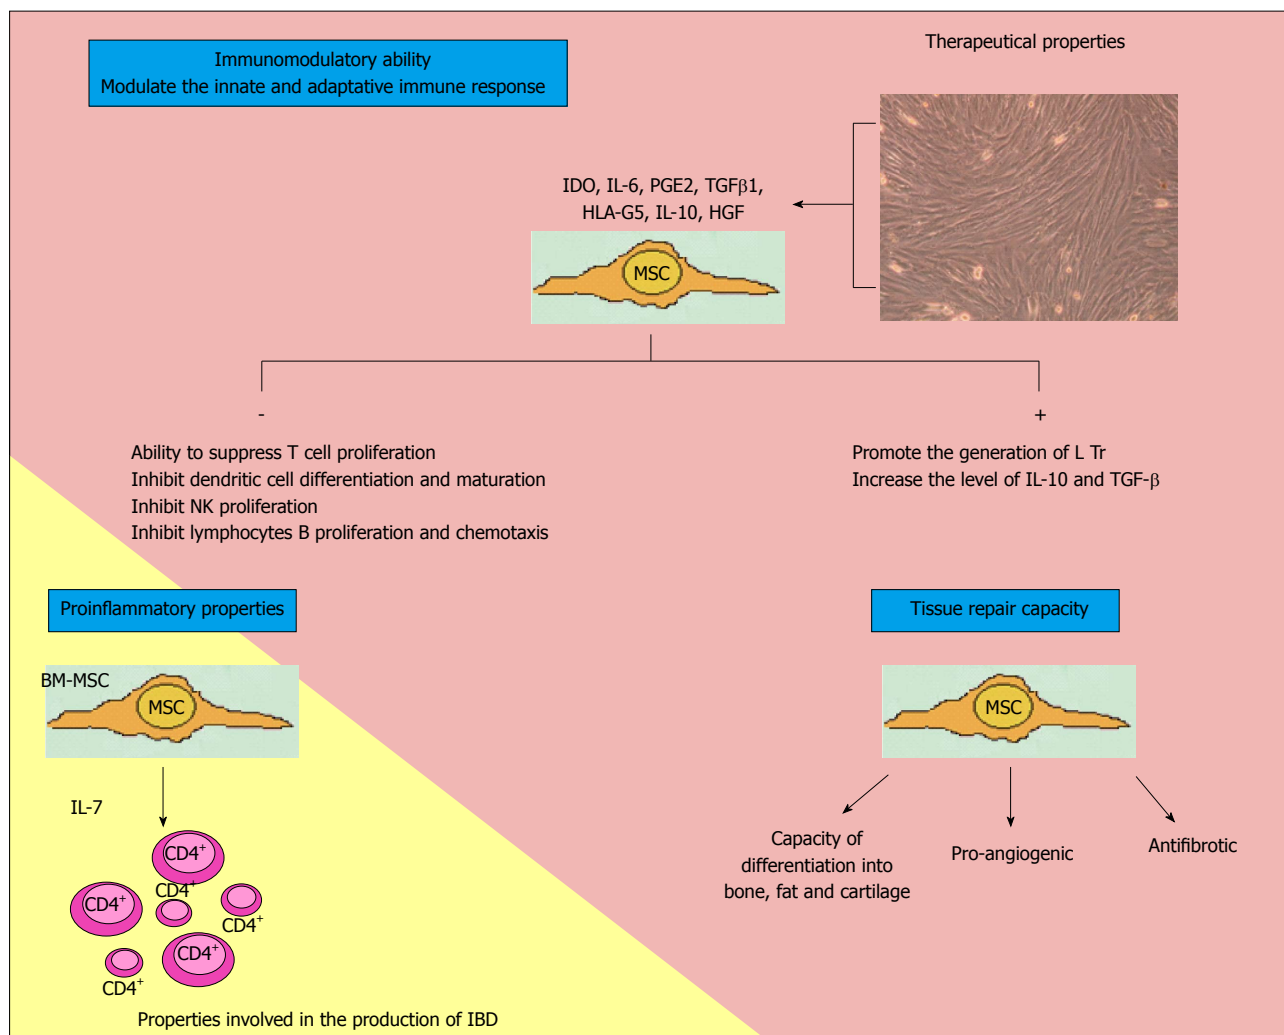 Immunomodulatory ability
Modulate the innate and adaptative immune response
Therapeutical properties
IDO, IL-6, PGE2, TGFβ1,
HLA-G5, IL-10, HGF
MSC
-
+
Ability to suppress T cell proliferation
Inhibit dendritic cell differentiation and maturation
Inhibit NK proliferation
Inhibit lymphocytes B proliferation and chemotaxis
Promote the generation of L Tr
Increase the level of IL-10 and TGF-β
Proinflammatory properties
BM-MSC
MSC
IL-7
CD4⁺
CD4⁺
CD4⁺
CD4⁺
CD4⁺
CD4⁺
Properties involved in the production of IBD
Tissue repair capacity
MSC
Capacity of
differentiation into
bone, fat and cartilage
Pro-angiogenic
Antifibrotic